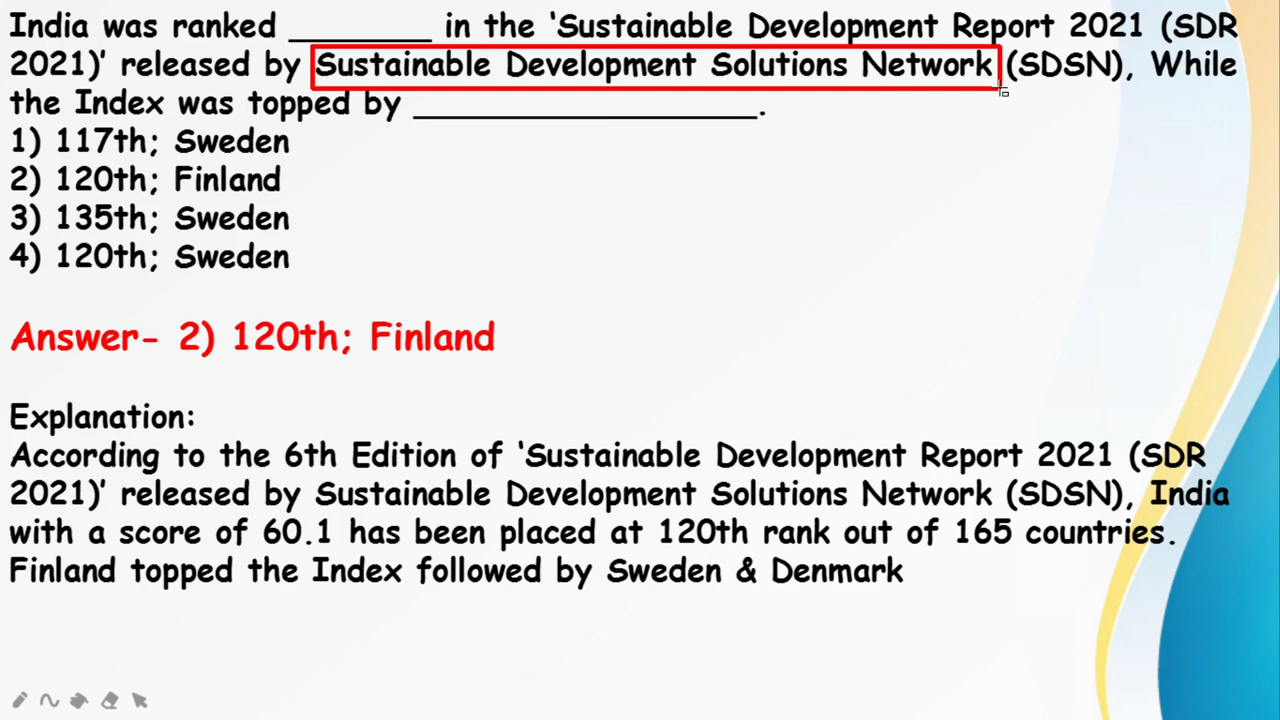 India was ranked ________ in the ‘Sustainable Development Report 2021 (SDR
2021)’ released by Sustainable Development Solutions Network (SDSN), While
the Index was topped by ___________________.
1) 117th; Sweden
2) 120th; Finland
3) 135th; Sweden
4) 120th; Sweden
Answer- 2) 120th; Finland
Explanation:
According to the 6th Edition of ‘Sustainable Development Report 2021 (SDR
2021)’ released by Sustainable Development Solutions Network (SDSN), India
with a score of 60.1 has been placed at 120th rank out of 165 countries.
Finland topped the Index followed by Sweden & Denmark